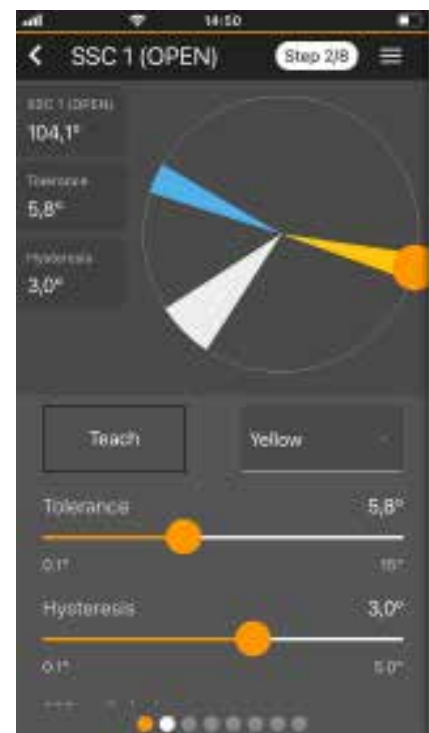 14:50
SSC 1 (OPEN)
Step 2/8
SSC 1 (OPEN)
104,1°
Tolerance
5,8°
Hysteresis
3,0°
Teach
Yellow
Tolerance
5,8°
0.1°
15°
Hysteresis
3,0°
0.1°
5.0°